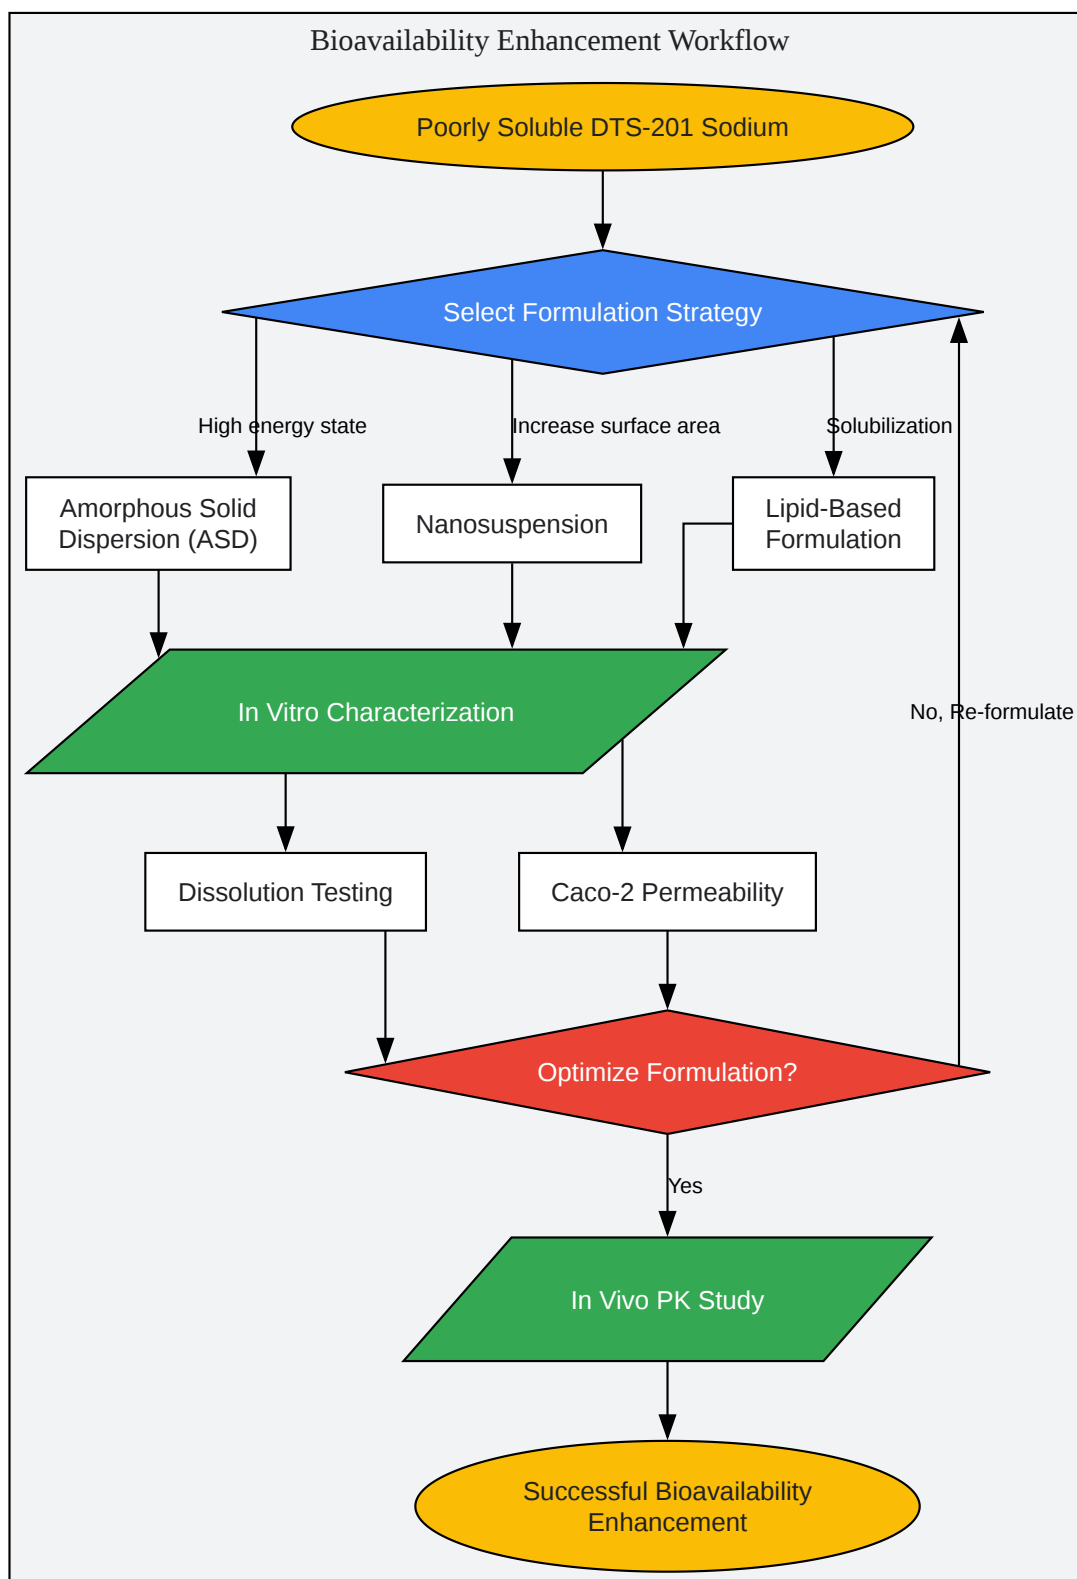 Bioavailability Enhancement Workflow
Poorly Soluble DTS-201 Sodium
Select Formulation Strategy
High energy state
Increase surface area
Solubilization
Amorphous Solid
Dispersion (ASD)
Nanosuspension
Lipid-Based
Formulation
In Vitro Characterization
No, Re-formulate
Dissolution Testing
Caco-2 Permeability
Optimize Formulation?
Yes
In Vivo PK Study
Successful Bioavailability
Enhancement